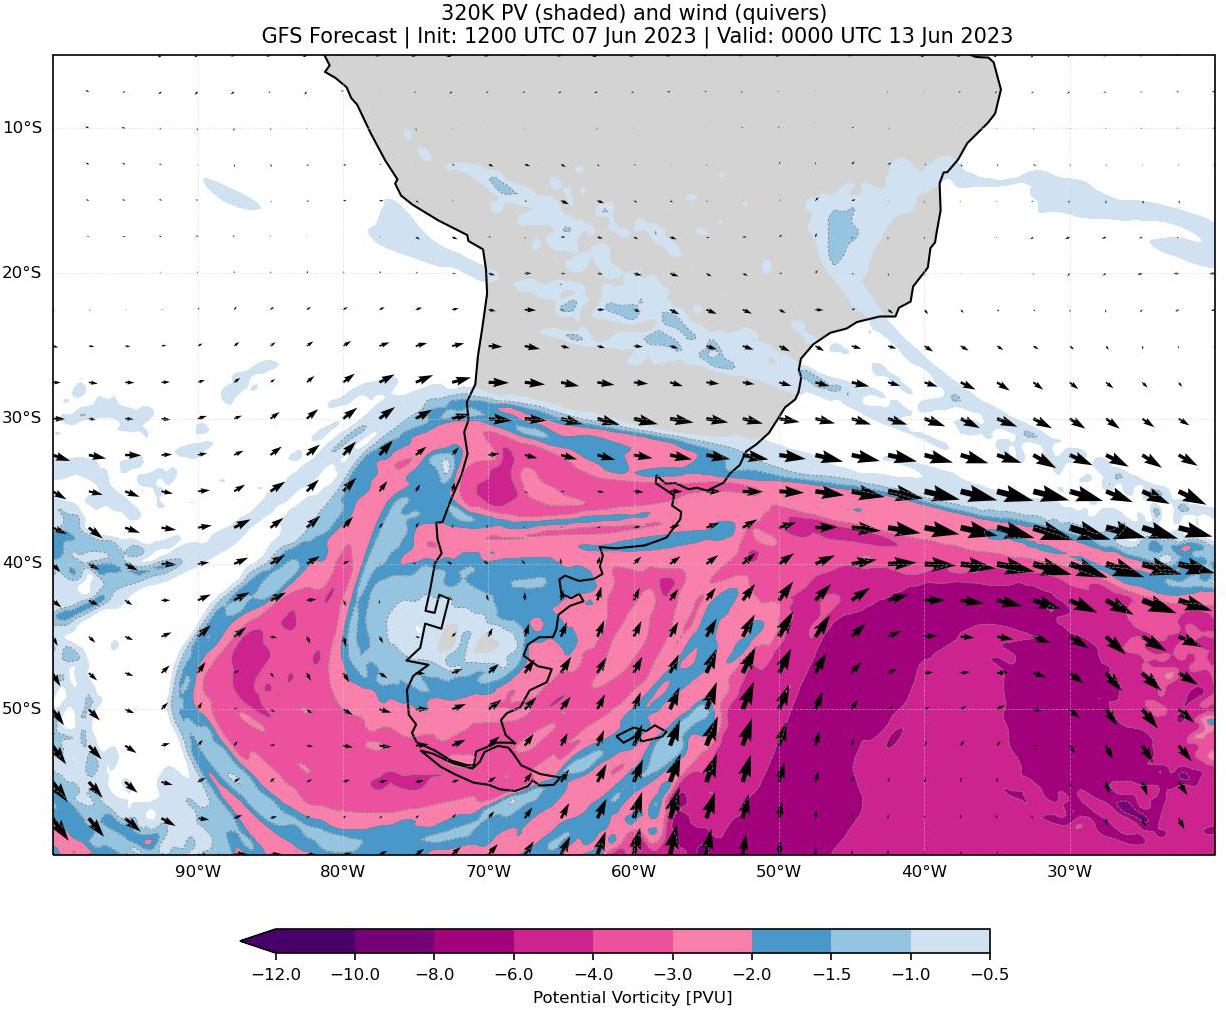 320K PV (shaded) and wind (quivers)
GFS Forecast | Init: 1200 UTC 07 Jun 2023 | Valid: 0000 UTC 13 Jun 2023
10°S
20°S
30°S
40°S
50°S
90°W 80°W 70°W 60°W 50°W 40°W 30°W
−12.0 −10.0 −8.0 −6.0 −4.0 −3.0 −2.0 −1.5 −1.0 −0.5
Potential Vorticity [PVU]